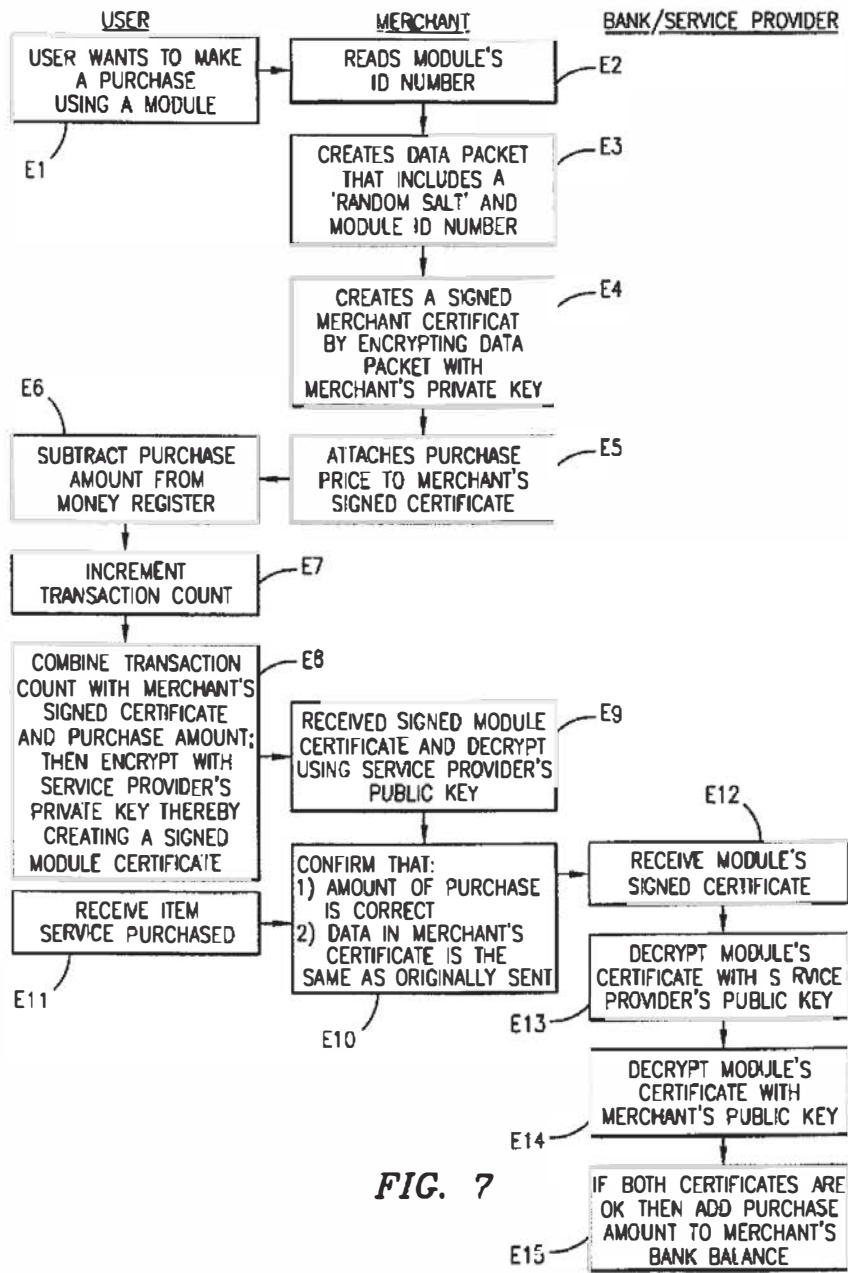 USER
MERCHANT
BANK/SERVICE PROVIDER
USER WANTS TO MAKE
A PURCHASE
USING A MODULE
E1
READS MODULE'S
ID NUMBER
E2
CREATES DATA PACKET
THAT INCLUDES A
'RANDOM SALT' AND
MODULE ID NUMBER
E3
CREATES A SIGNED
MERCHANT CERTIFICAT
BY ENCRYPTING DATA
PACKET WITH
MERCHANT'S PRIVATE KEY
E4
ATTACHES PURCHASE
PRICE TO MERCHANT'S
SIGNED CERTIFICATE
E5
E6
SUBTRACT PURCHASE
AMOUNT FROM
MONEY REGISTER
INCREMENT
TRANSACTION COUNT
E7
COMBINE TRANSACTION
COUNT WITH MERCHANT'S
SIGNED CERTIFICATE
AND PURCHASE AMOUNT;
THEN ENCRYPT WITH
SERVICE PROVIDER'S
PRIVATE KEY THEREBY
CREATING A SIGNED
MODULE CERTIFICATE
E8
RECEIVED SIGNED MODULE
CERTIFICATE AND DECRYPT
USING SERVICE PROVIDER'S
PUBLIC KEY
E9
CONFIRM THAT:
1) AMOUNT OF PURCHASE
IS CORRECT
2) DATA IN MERCHANT'S
CERTIFICATE IS THE
SAME AS ORIGINALLY SENT
E10
RECEIVE ITEM
SERVICE PURCHASED
E11
E12
RECEIVE MODULE'S
SIGNED CERTIFICATE
DECRYPT MODULE'S
CERTIFICATE WITH S RVICE
PROVIDER'S PUBLIC KEY
E13
DECRYPT MODULE'S
CERTIFICATE WITH
MERCHANT'S PUBLIC KEY
E14
IF BOTH CERTIFICATES ARE
OK THEN ADD PURCHASE
AMOUNT TO MERCHANT'S
BANK BALANCE
E15
FIG. 7